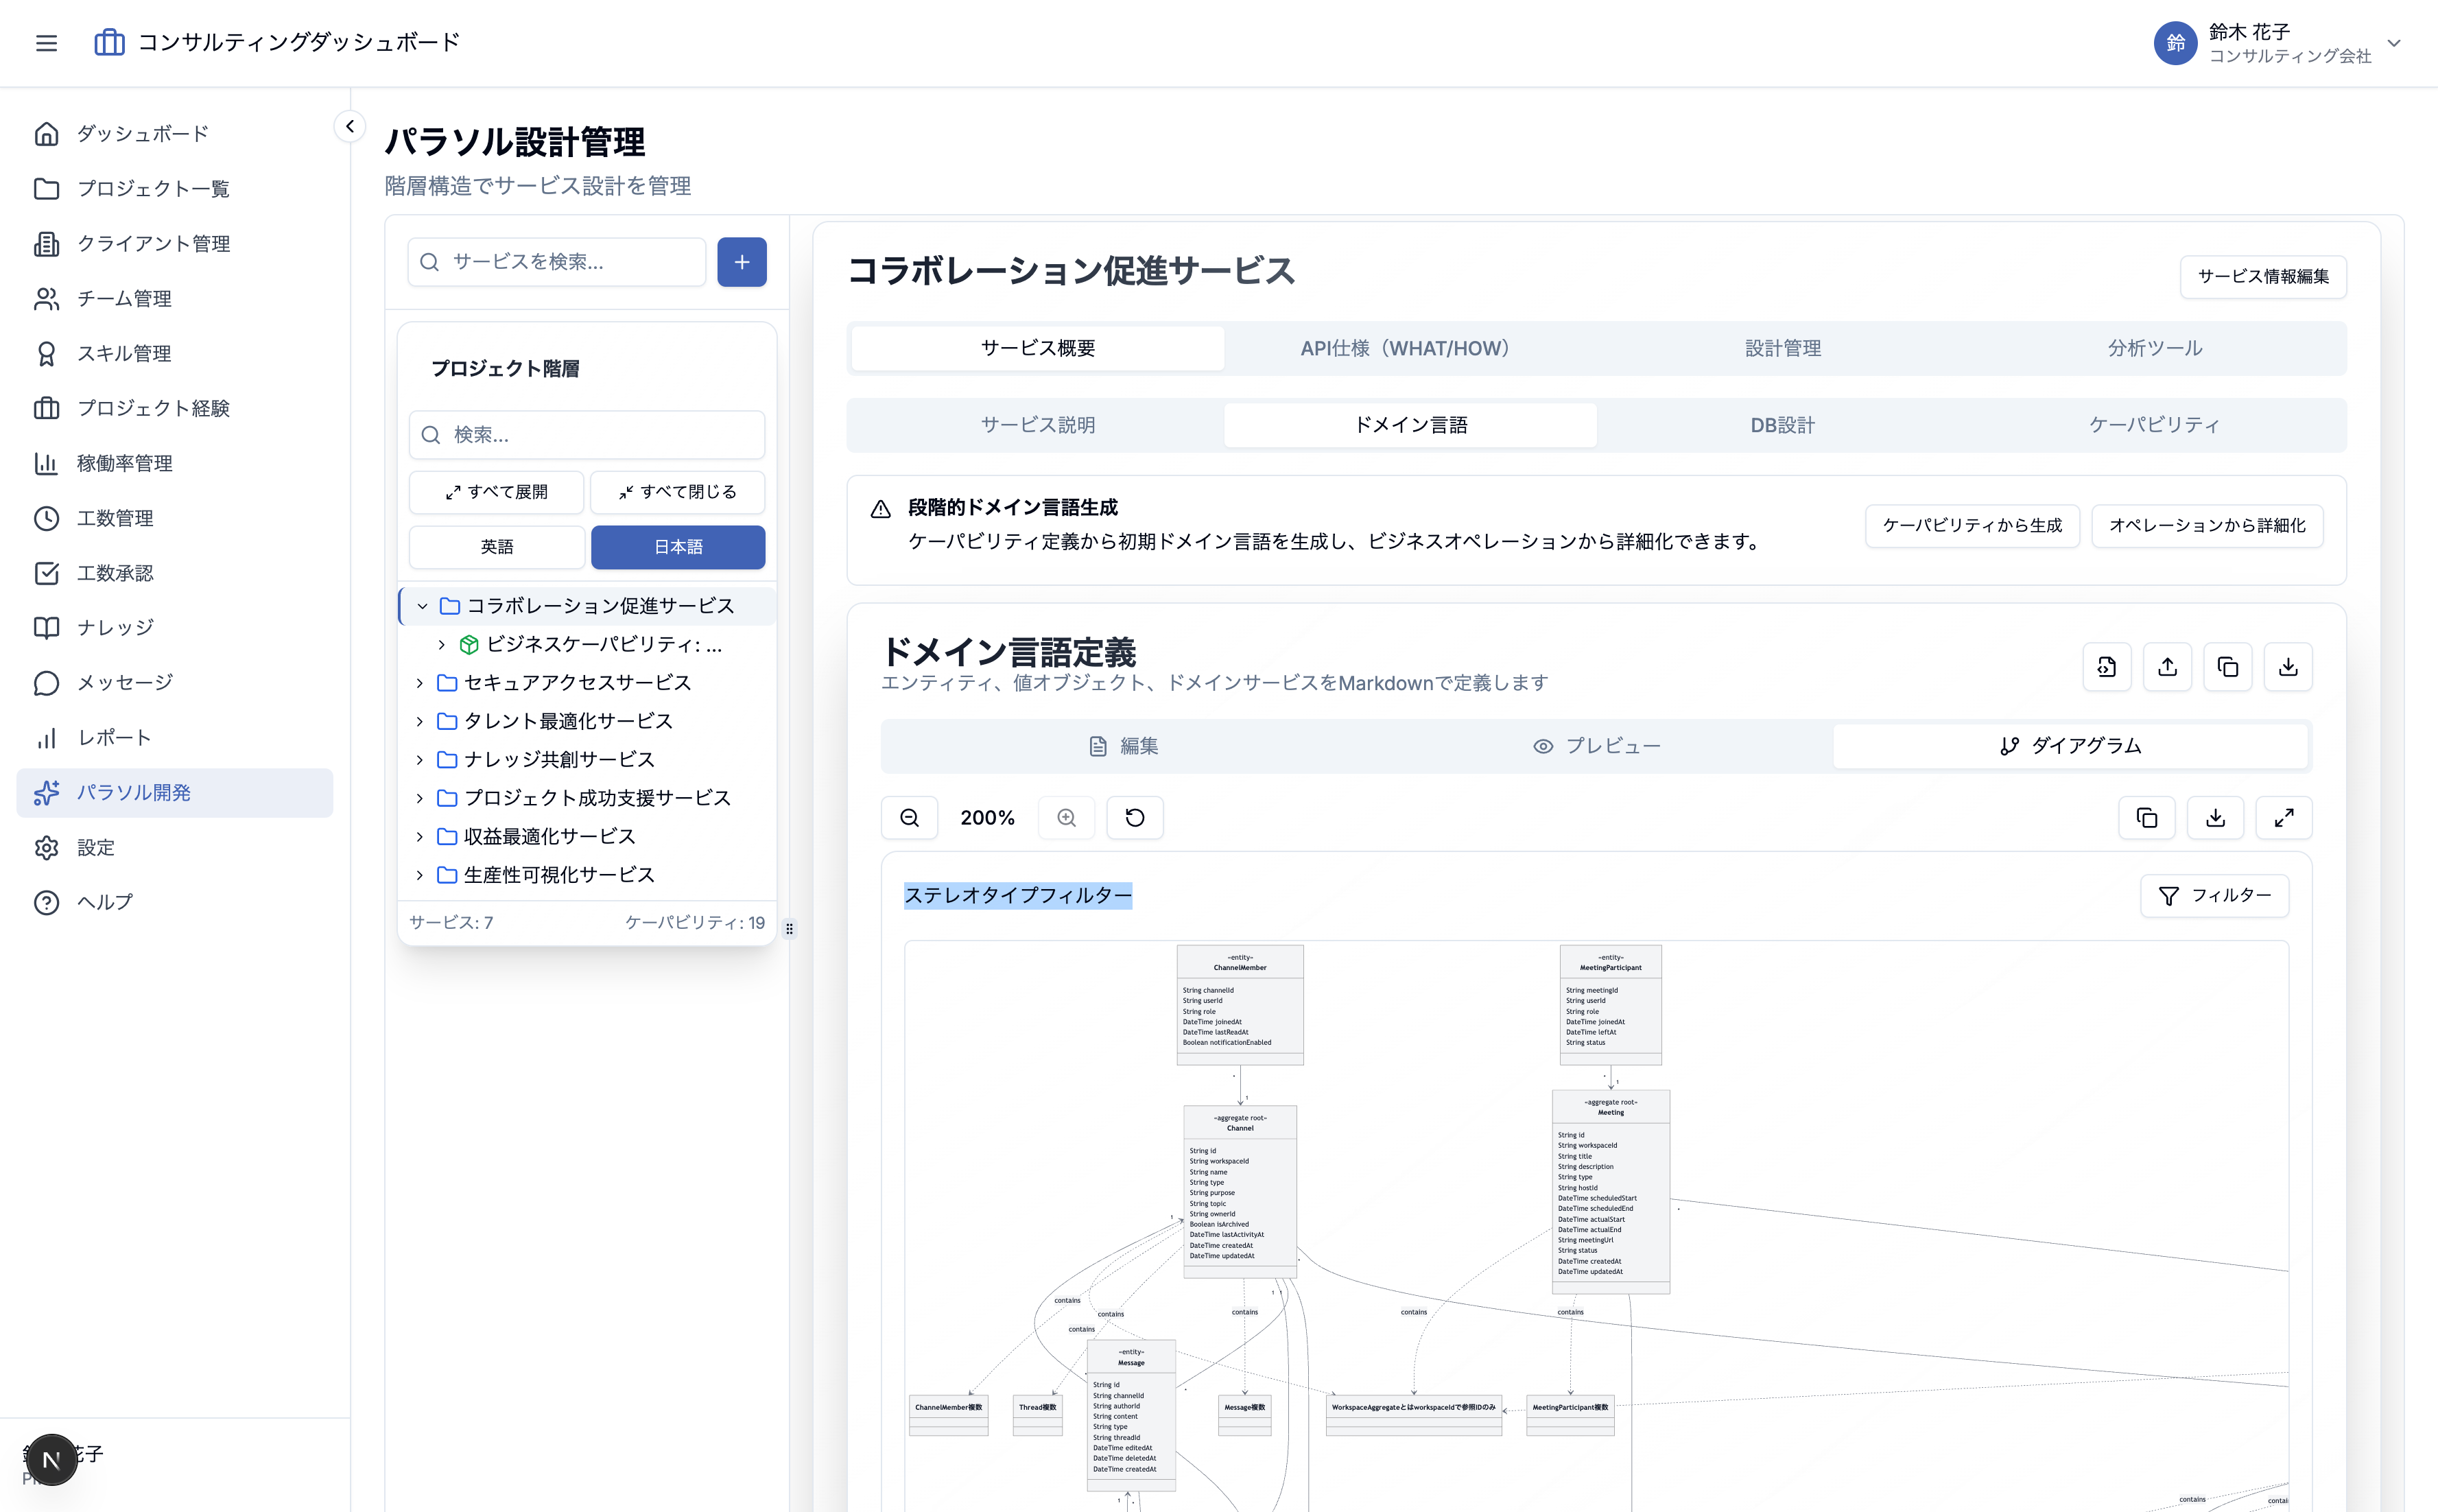 コンサルティングダッシュボード
鈴
鈴木 花子
コンサルティング会社
ダッシュボード
プロジェクト一覧
クライアント管理
チーム管理
スキル管理
プロジェクト経験
稼働率管理
工数管理
工数承認
ナレッジ
メッセージ
レポート
パラソル開発
設定
ヘルプ
N
花子
パラソル設計管理
階層構造でサービス設計を管理
サービスを検索...
プロジェクト階層
検索...
すべて展開
すべて閉じる
英語
日本語
コラボレーション促進サービス
ビジネスケーパビリティ: ...
セキュアアクセスサービス
タレント最適化サービス
ナレッジ共創サービス
プロジェクト成功支援サービス
収益最適化サービス
生産性可視化サービス
サービス: 7
ケーパビリティ: 19
コラボレーション促進サービス
サービス情報編集
サービス概要
API仕様（WHAT/HOW）
設計管理
分析ツール
サービス説明
ドメイン言語
DB設計
ケーパビリティ
段階的ドメイン言語生成
ケーパビリティ定義から初期ドメイン言語を生成し、ビジネスオペレーションから詳細化できます。
ケーパビリティから生成
オペレーションから詳細化
ドメイン言語定義
エンティティ、値オブジェクト、ドメインサービスをMarkdownで定義します
編集
プレビュー
ダイアグラム
200%
ステレオタイプフィルター
フィルター
«entity»
ChannelMember
String channelId
String userId
String role
DateTime joinedAt
DateTime lastReadAt
Boolean notificationEnabled
«entity»
MeetingParticipant
String meetingId
String userId
String role
DateTime joinedAt
DateTime leftAt
String status
*
1
*
1
«aggregate root»
Channel
String id
String workspaceId
String name
String type
String purpose
String topic
String ownerId
Boolean isArchived
DateTime lastActivityAt
DateTime createdAt
DateTime updatedAt
«aggregate root»
Meeting
String id
String workspaceId
String title
String description
String type
String hostId
DateTime scheduledStart
DateTime scheduledEnd
DateTime actualStart
DateTime actualEnd
String meetingUrl
String status
DateTime createdAt
DateTime updatedAt
1
*
*
1 1
contains
contains
contains
contains
contains
contains
«entity»
Message
String id
String channelId
String authorId
String content
String type
String threadId
DateTime editedAt
DateTime deletedAt
DateTime createdAt
*
*
ChannelMember複数
Thread複数
Message複数
WorkspaceAggregateとはworkspaceIdで参照IDのみ
MeetingParticipant複数
1
*
contains
contai